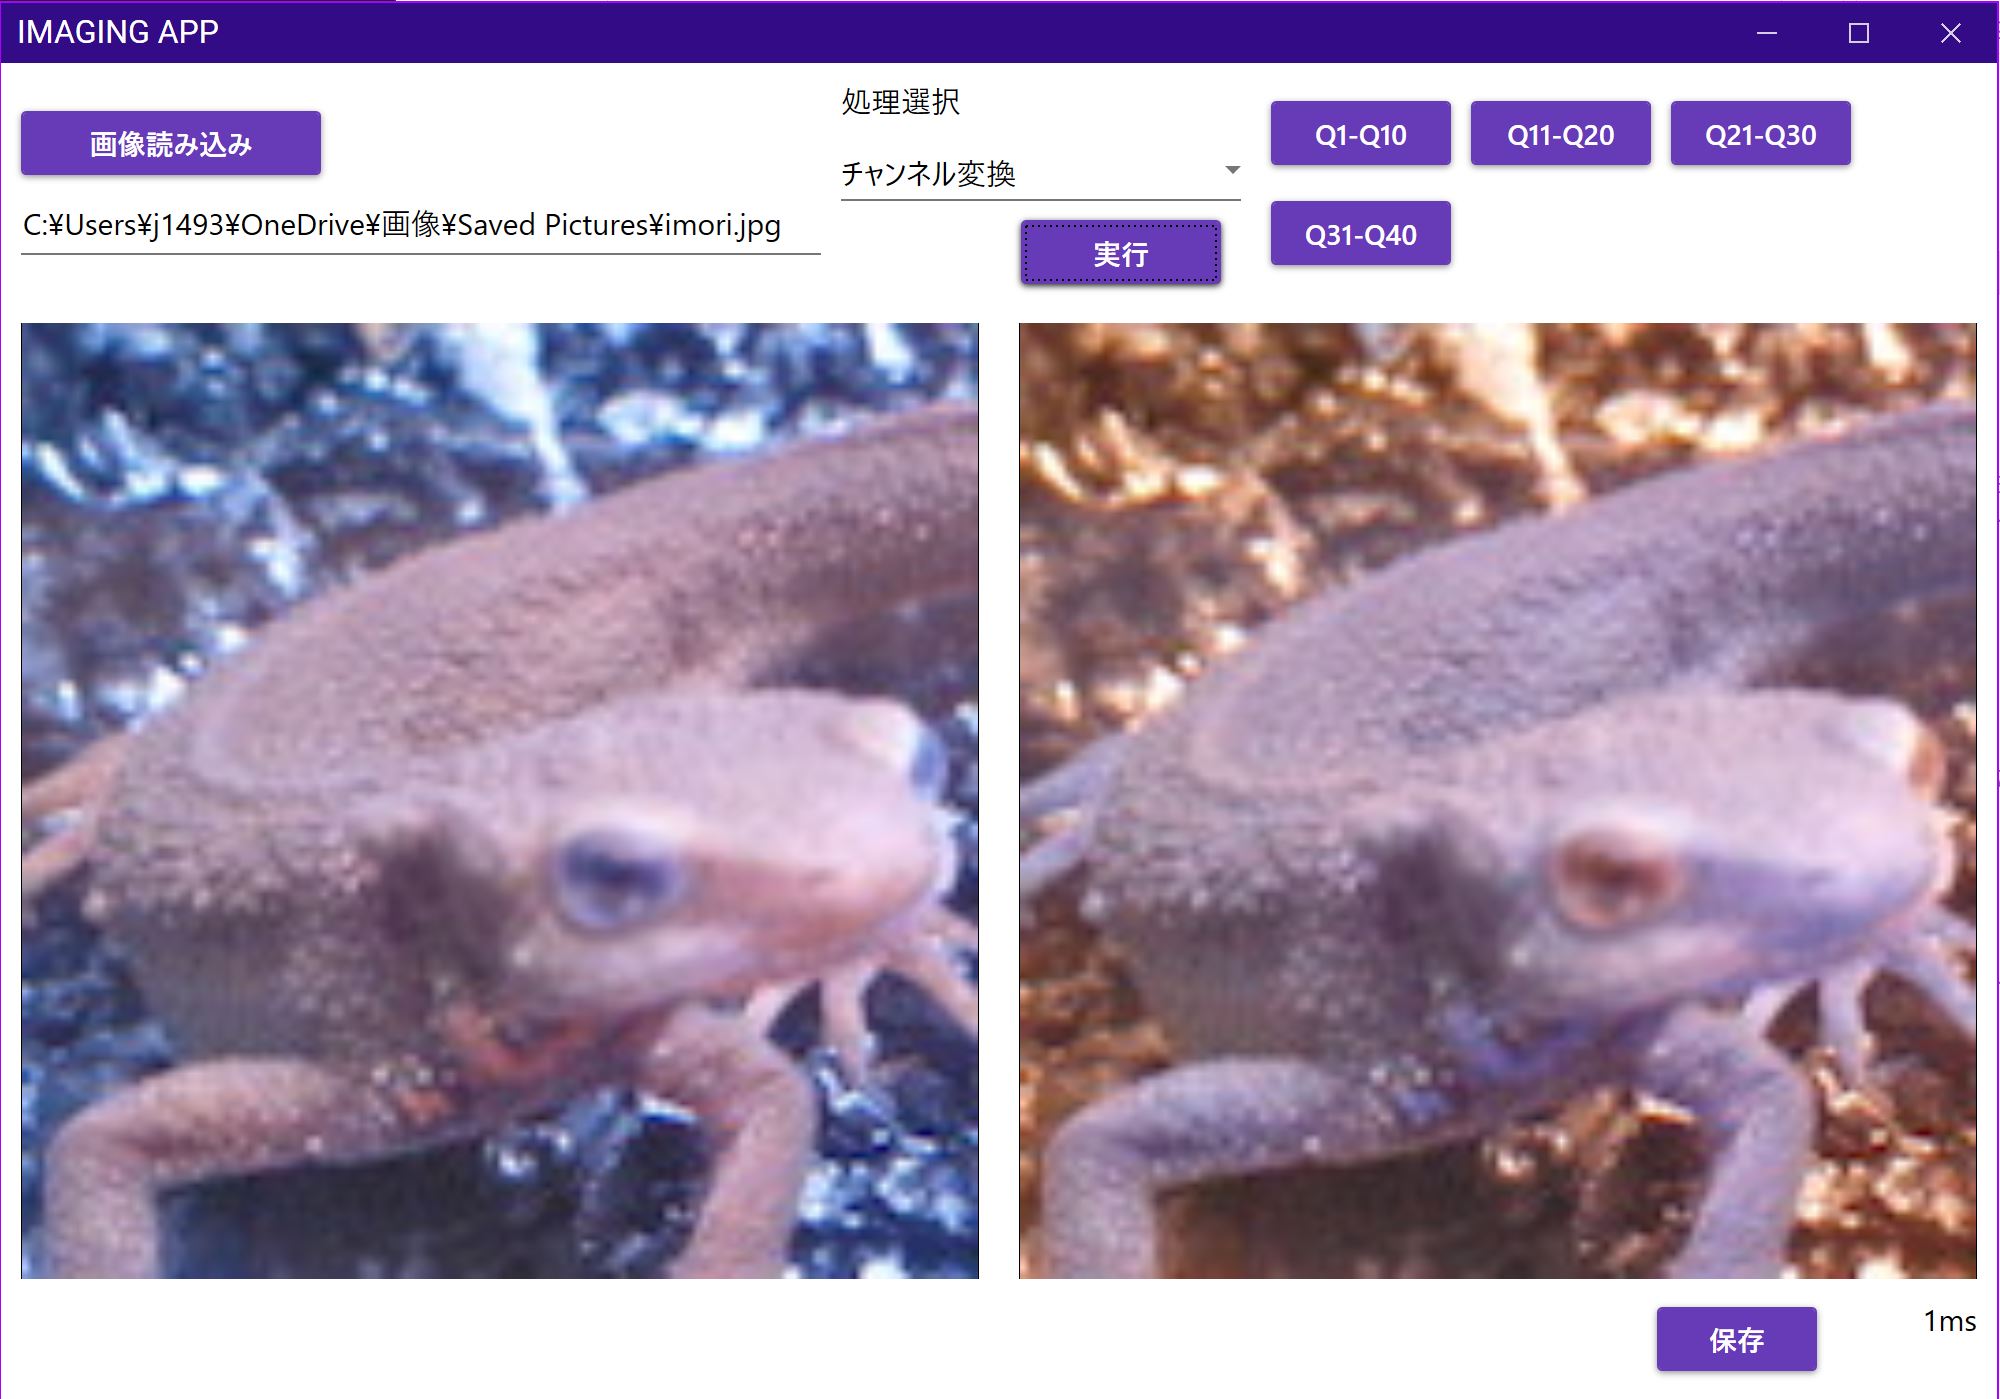 IMAGING APP
画像読み込み
C:¥Users¥j1493¥OneDrive¥画像¥Saved Pictures¥imori.jpg
処理選択
チャンネル変換
実行
Q1-Q10
Q11-Q20
Q21-Q30
Q31-Q40
保存
1ms